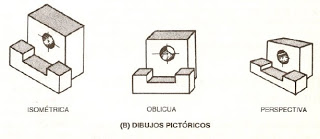 ISOMÉTRICA
OBLICUA
PERSPECTIVA
(B) DIBUJOS PICTÓRICOS